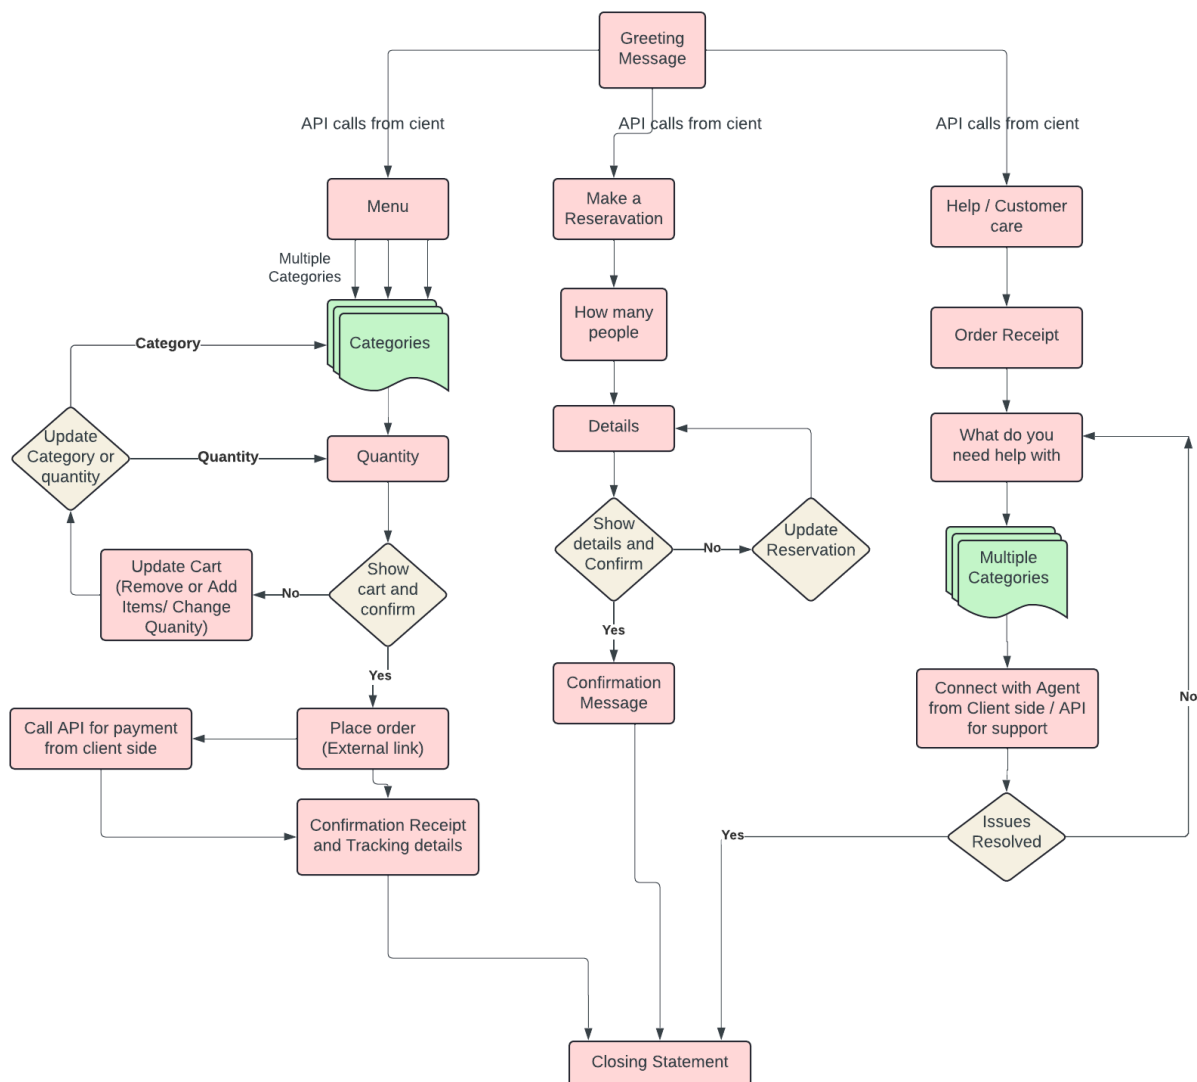 Greeting
Message
API calls from cient
API calls from cient
API calls from cient
Menu
Make a
Reseravation
Help / Customer
care
Multiple
Categories
How many
people
Order Receipt
Categories
Category
Details
What do you
need help with
Update
Category or
quantity
Quantity
Quantity
Show
details and
Confirm
No
Update
Reservation
Multiple
Categories
Update Cart
(Remove or Add
Items/ Change
Quanity)
No
Show
cart and
confirm
Yes
Yes
Confirmation
Message
Connect with Agent
from Client side / API
for support
No
Call API for payment
from client side
Place order
(External link)
Confirmation Receipt
and Tracking details
Yes
Issues
Resolved
Closing Statement